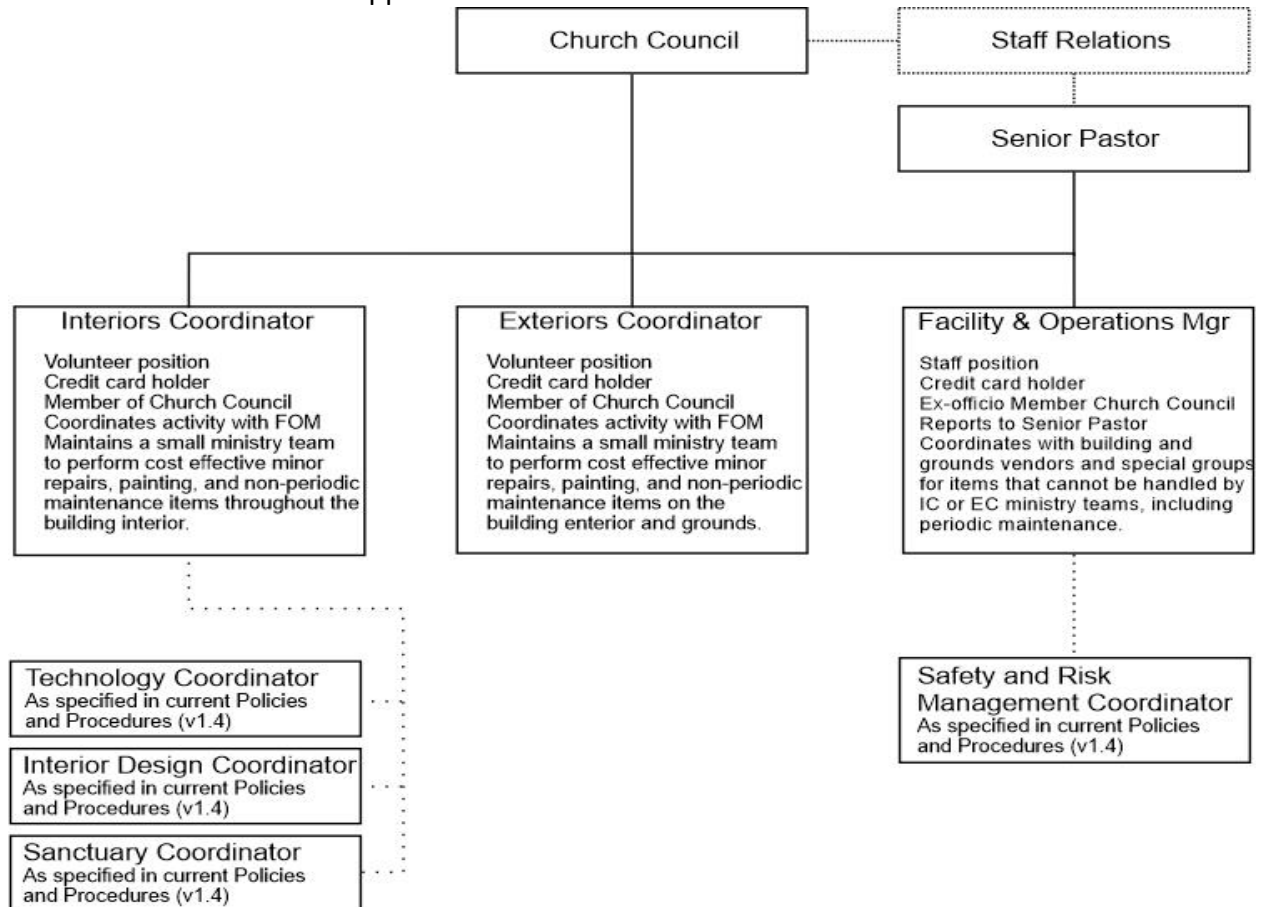 Church Council
Staff Relations
Senior Pastor
Interiors Coordinator
Volunteer position
Credit card holder
Member of Church Council
Coordinates activity with FOM
Maintains a small ministry team
to perform cost effective minor
repairs, painting, and non-periodic
maintenance items throughout the
building interior.
Exteriors Coordinator
Volunteer position
Credit card holder
Member of Church Council
Coordinates activity with FOM
Maintains a small ministry team
to perform cost effective minor
repairs, painting, and non-periodic
maintenance items on the
building enterior and grounds.
Facility & Operations Mgr
Staff position
Credit card holder
Ex-officio Member Church Council
Reports to Senior Pastor
Coordinates with building and
grounds vendors and special groups
for items that cannot be handled by
IC or EC ministry teams, including
periodic maintenance.
Technology Coordinator
As specified in current Policies
and Procedures (v1.4)
Interior Design Coordinator
As specified in current Policies
and Procedures (v1.4)
Sanctuary Coordinator
As specified in current Policies
and Procedures (v1.4)
Safety and Risk
Management Coordinator
As specified in current Policies
and Procedures (v1.4)